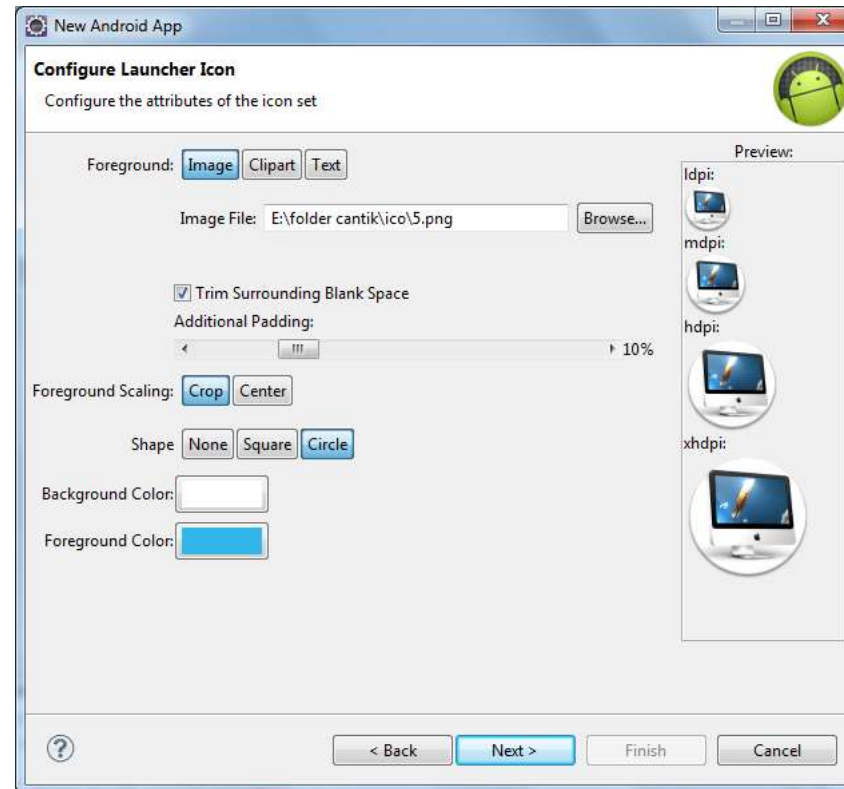 New Android App
Configure Launcher Icon
Configure the attributes of the icon set
Foreground: Image Clipart Text
Image File: E:\folder cantik\ico\5.png Browse...
Trim Surrounding Blank Space
Additional Padding:
10%
Foreground Scaling: Crop Center
Shape None Square Circle
Background Color:
Foreground Color:
Preview:
ldpi:
mdpi:
hdpi:
xhdpi:
< Back Next > Finish Cancel